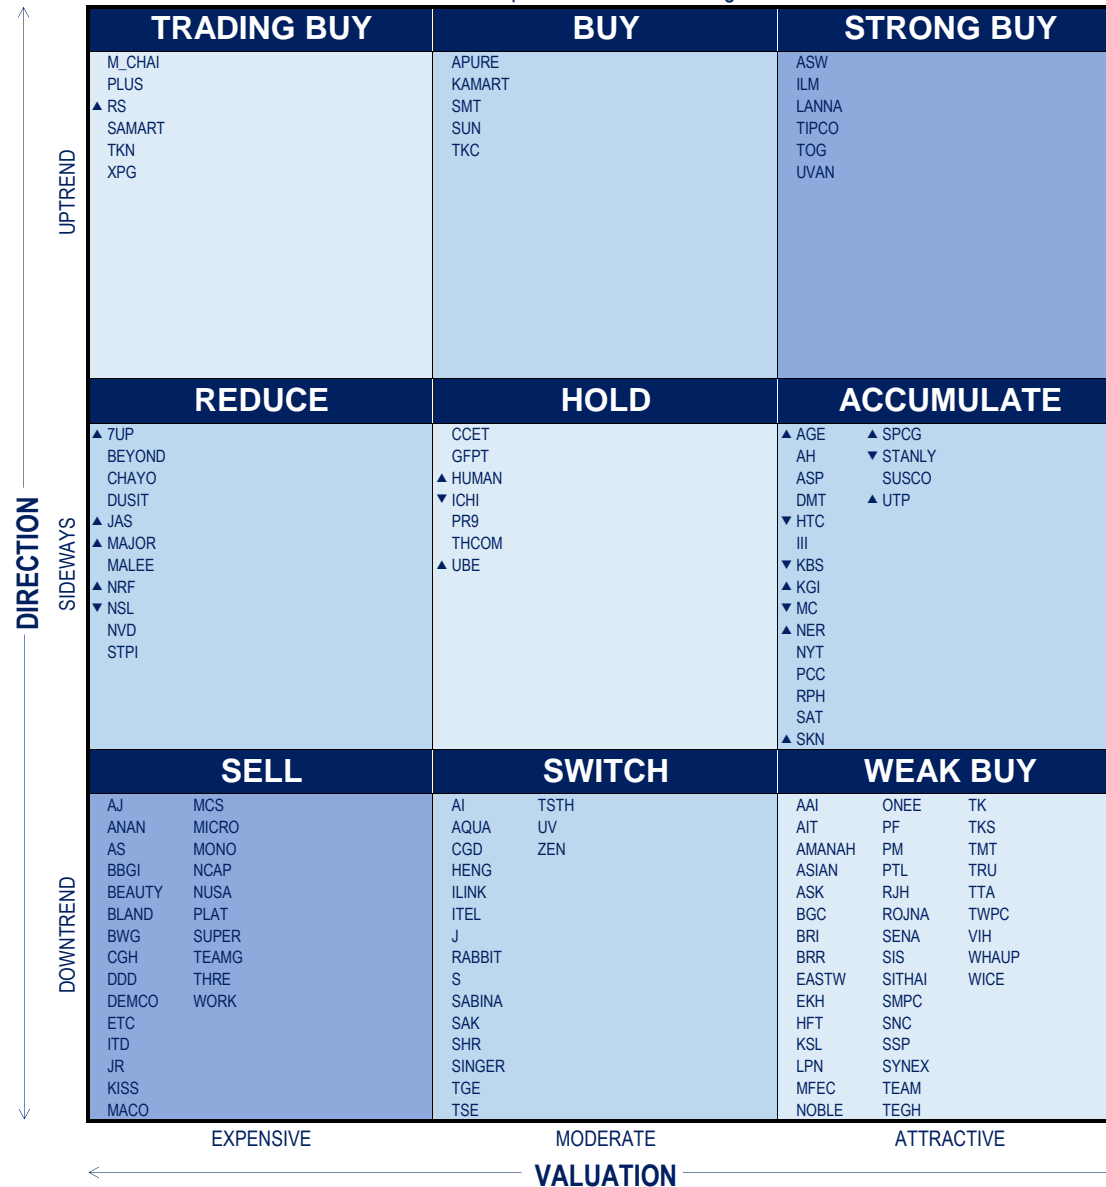 TRADING BUY BUY STRONG BUY
M_CHAI APURE ASW
PLUS KAMART ILM
▲ RS SMT LANNA
SAMART SUN TIPCO
TKN TKC TOG
XPG UVAN
UPTREND
REDUCE HOLD ACCUMULATE
▲ 7UP CCET ▲ AGE ▲ SPCG
BEYOND GFPT AH ▼ STANLY
CHAYO ▲ HUMAN ASP SUSCO
DUSIT ▼ ICHI DMT ▲ UTP
▲ JAS PR9 ▼ HTC
▲ MAJOR THCOM III
MALEE ▲ UBE ▼ KBS
▲ NRF ▲ KGI
▼ NSL ▼ MC
NVD ▲ NER
STPI NYT
PCC
RPH
SAT
▲ SKN
SIDEWAYS
DIRECTION
SELL SWITCH WEAK BUY
AJ MCS AI TSTH AAI ONEE TK
ANAN MICRO AQUA UV AIT PF TKS
AS MONO CGD ZEN AMANAH PM TMT
BBGI NCAP HENG ASIAN PTL TRU
BEAUTY NUSA ILINK ASK RJH TTA
BLAND PLAT ITEL BGC ROJNA TWPC
BWG SUPER J BRI SENA VIH
CGH TEAMG RABBIT BRR SIS WHAUP
DDD THRE S EASTW SITHAI WICE
DEMCO WORK SABINA EKH SMPC
ETC SAK HFT SNC
ITD SHR KSL SSP
JR SINGER LPN SYNEX
KISS TGE MFEC TEAM
MACO TSE NOBLE TEGH
DOWNTREND
EXPENSIVE MODERATE ATTRACTIVE
VALUATION